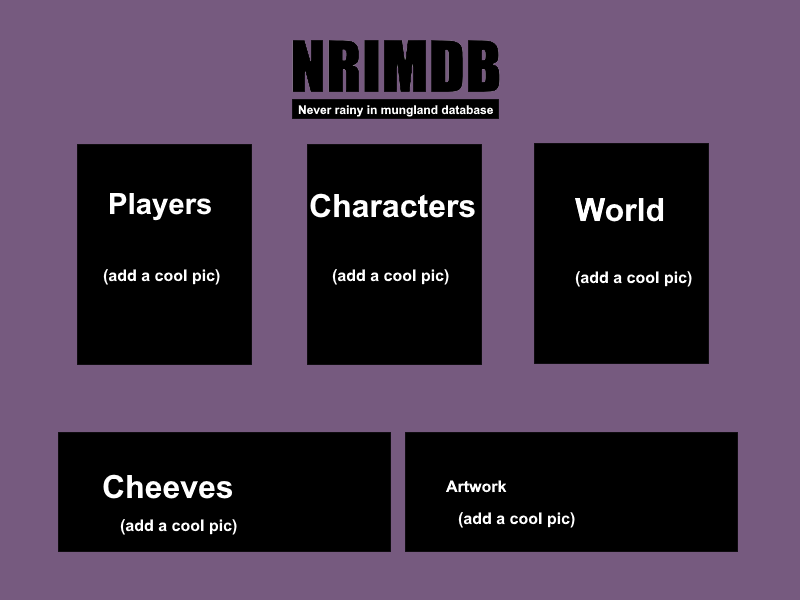 NRIMDB
Never rainy in mungland database
Players
(add a cool pic)
Characters
(add a cool pic)
World
(add a cool pic)
Cheeves
(add a cool pic)
Artwork
(add a cool pic)